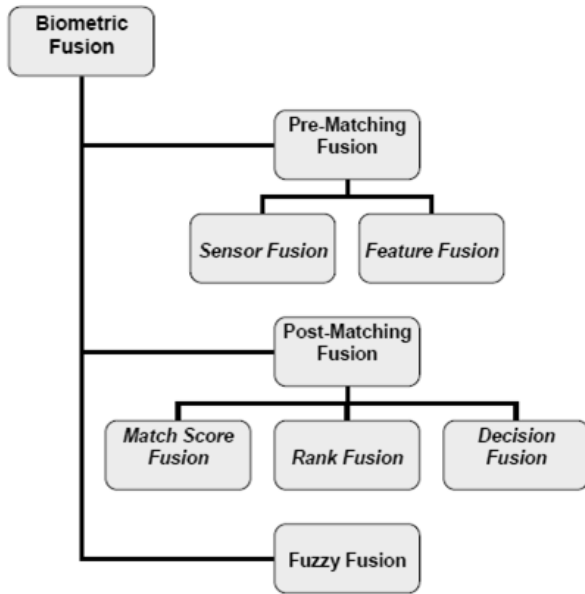 Biometric
Fusion
Pre-Matching
Fusion
Sensor Fusion
Feature Fusion
Post-Matching
Fusion
Match Score
Fusion
Rank Fusion
Decision
Fusion
Fuzzy Fusion